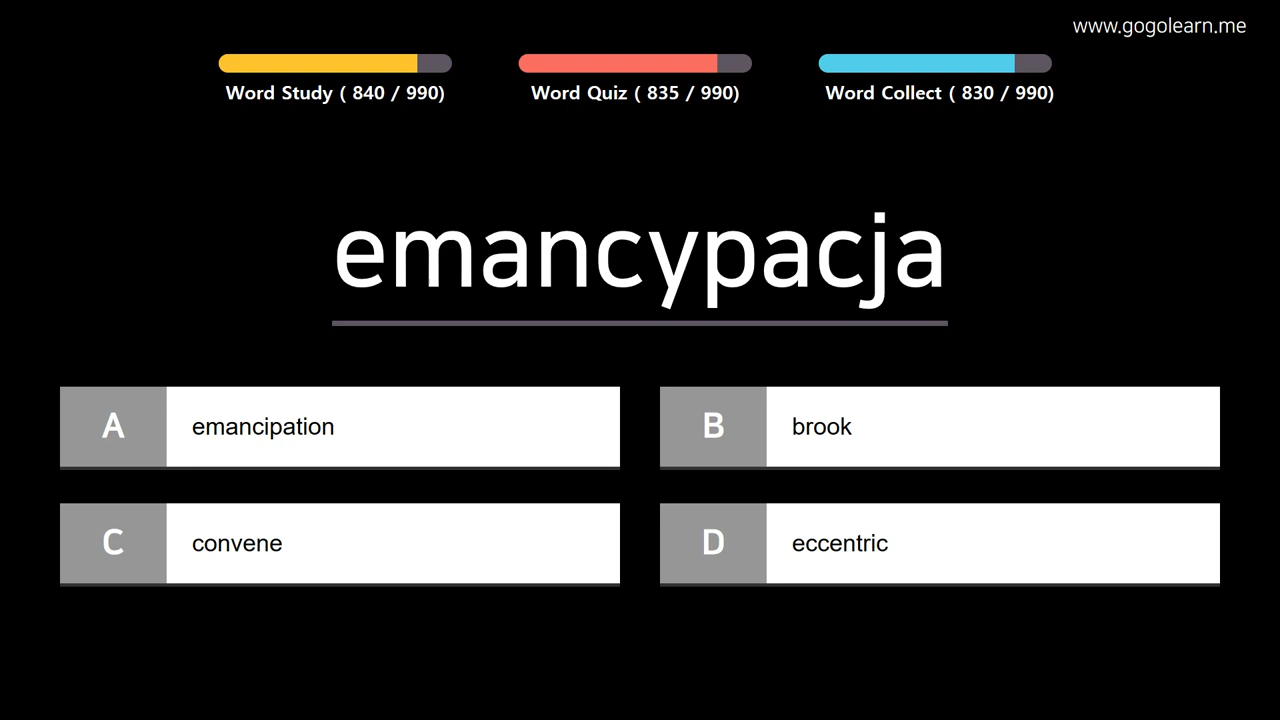 www.gogolearn.me
Word Study ( 840 / 990)
Word Quiz ( 835 / 990)
Word Collect ( 830 / 990)
emancypacja
A emancipation
B brook
C convene
D eccentric